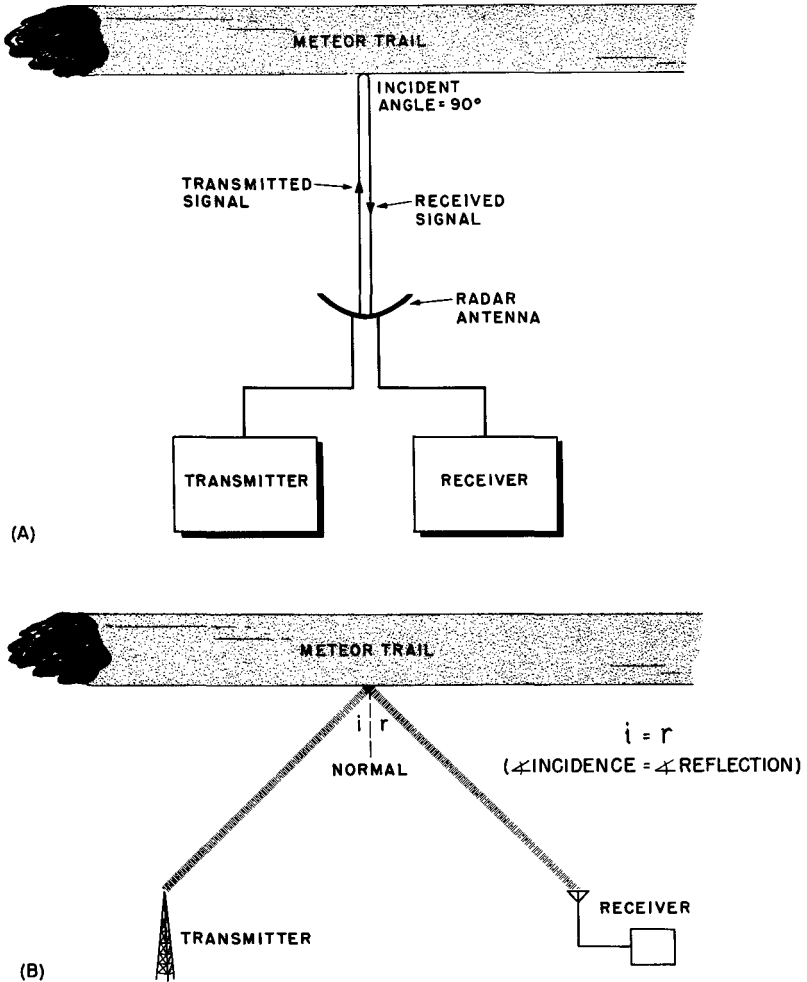 METEOR TRAIL
INCIDENT
ANGLE = 90°
TRANSMITTED
SIGNAL
RECEIVED
SIGNAL
RADAR
ANTENNA
TRANSMITTER
RECEIVER
(A)
METEOR TRAIL
i r
NORMAL
i = r
(∡INCIDENCE = ∡REFLECTION)
TRANSMITTER
RECEIVER
(B)